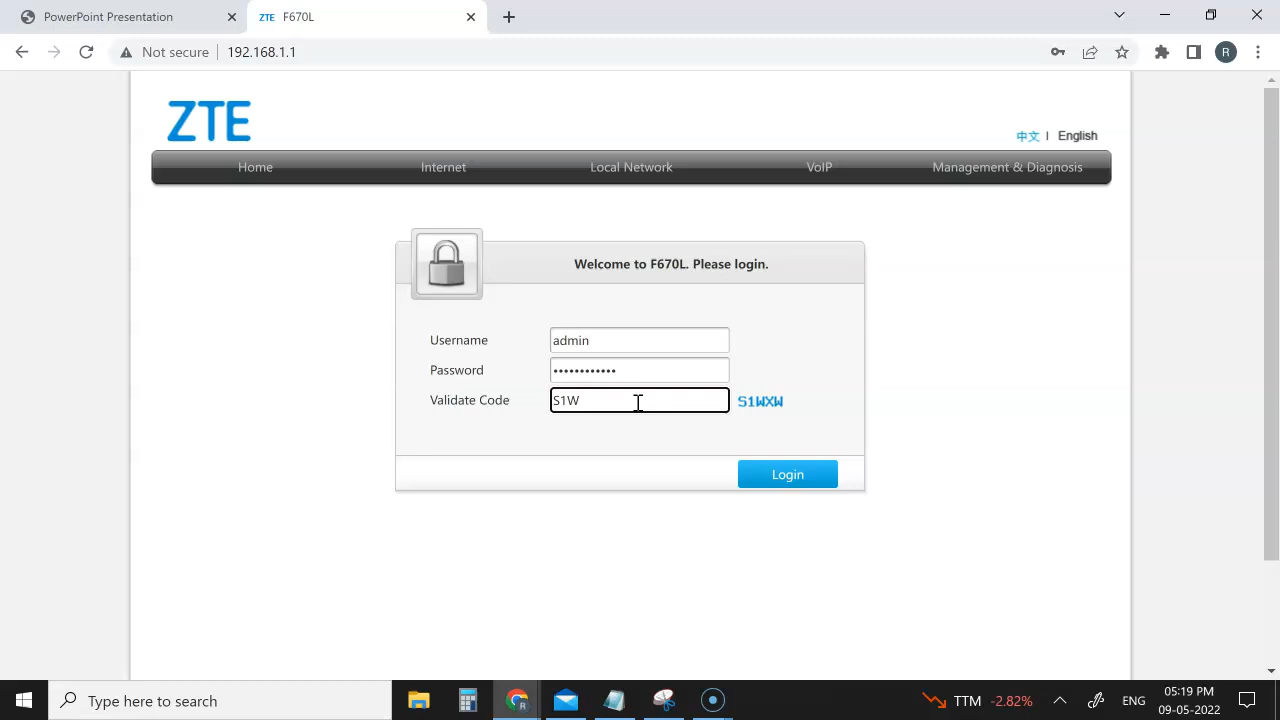 PowerPoint Presentation
ZTE F670L
Not secure 192.168.1.1
R
ZTE
中文 | English
Home Internet Local Network VoIP Management & Diagnosis
Welcome to F670L. Please login.
Username admin
Password ••••••••••••
Validate Code S1W S1WXW
Login
Type here to search
R
TTM -2.82% ENG 05:19 PM
09-05-2022